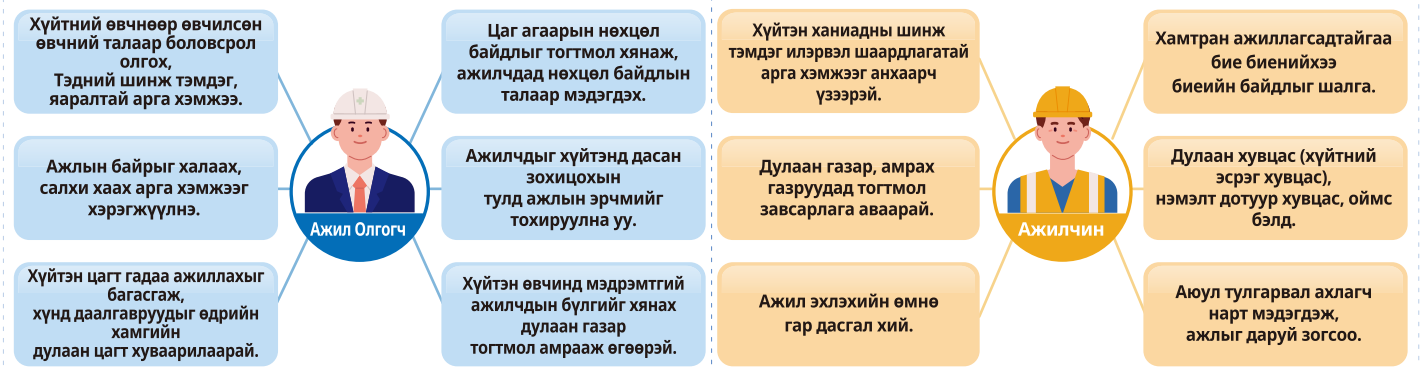 Хүйтний өвчнөөр өвчилсөн
өвчний талаар боловсрол
олгох,
Тэдний шинж тэмдэг,
яаралтай арга хэмжээ.
Цаг агаарын нөхцөл
байдлыг тогтмол хянаж,
ажилчдад нөхцөл байдлын
талаар мэдэгдэх.
Ажлын байрыг халаах,
салхи хаах арга хэмжээг
хэрэгжүүлнэ.
Ажилчдыг хүйтэнд дасан
зохицохын
тулд ажлын эрчмийг
тохируулна уу.
Хүйтэн цагт гадаа ажиллахыг
багасгаж,
хүнд даалгавруудыг өдрийн
хамгийн
дулаан цагт хуваарилаарай.
Хүйтэн өвчинд мэдрэмтгий
ажилчдын бүлгийг хянах
дулаан газар
тогтмол амрааж өгөөрэй.
Ажил Олгогч
Хүйтэн ханиадны шинж
тэмдэг илэрвэл шаардлагатай
арга хэмжээг анхаарч
үзээрэй.
Хамтран ажиллагсадтайгаа
бие биенийхээ
биеийн байдлыг шалга.
Дулаан газар, амрах
газруудад тогтмол
завсарлага аваарай.
Дулаан хувцас (хүйтний
эсрэг хувцас),
нэмэлт дотуур хувцас, оймс
бэлд.
Ажил эхлэхийн өмнө
гар дасгал хий.
Аюул тулгарвал ахлагч
нарт мэдэгдэж,
ажлыг даруй зогсоо.
Ажилчин